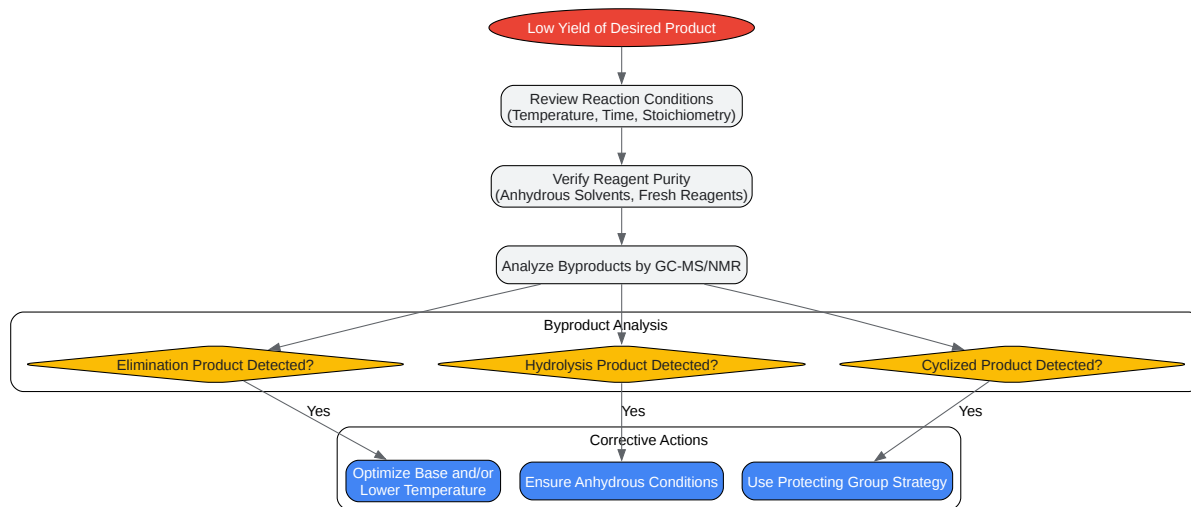 Low Yield of Desired Product
Review Reaction Conditions
(Temperature, Time, Stoichiometry)
Verify Reagent Purity
(Anhydrous Solvents, Fresh Reagents)
Analyze Byproducts by GC-MS/NMR
Byproduct Analysis
Elimination Product Detected?
Hydrolysis Product Detected?
Cyclized Product Detected?
Yes
Yes
Yes
Corrective Actions
Optimize Base and/or
Lower Temperature
Ensure Anhydrous Conditions
Use Protecting Group Strategy